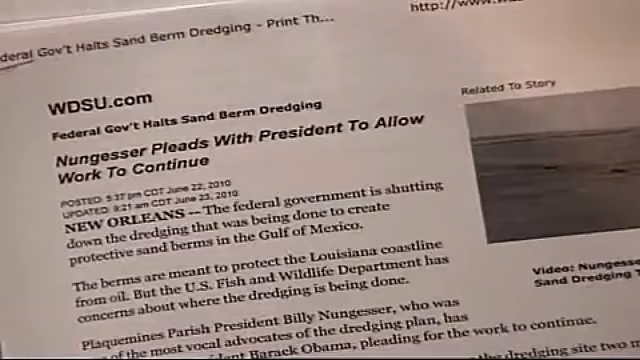 deral Gov't Halts Sand Berm Dredging - Print Th...
http://www.
WDSU.com
Federal Gov't Halts Sand Berm Dredging
Nungesser Pleads With President To Allow
Work To Continue
POSTED: 5:37 pm CDT June 22, 2010
UPDATED: 9:21 am CDT June 23, 2010
NEW ORLEANS -- The federal government is shutting
down the dredging that was being done to create
protective sand berms in the Gulf of Mexico.
The berms are meant to protect the Louisiana coastline
from oil. But the U.S. Fish and Wildlife Department has
concerns about where the dredging is being done.
Plaquemines Parish President Billy Nungesser, who was
of the most vocal advocates of the dredging plan, has
dent Barack Obama, pleading for the work to continue.
the dredging site two
Related To Story
Video: Nungesse
Sand Dredging